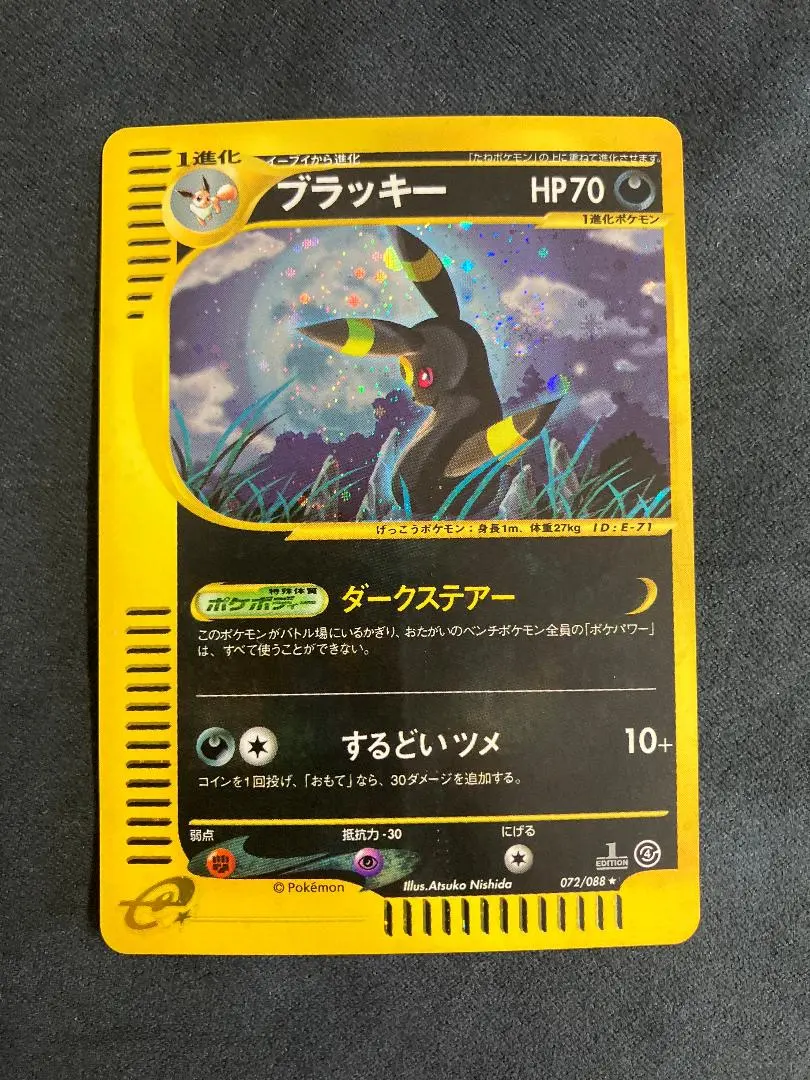 1進化
イーブイから進化
「たねポケモン」の上に重ねて進化させます。
ブラッキー
HP70
1進化ポケモン
げっこうポケモン:身長1m、体重27kg ID:E-71
特殊体質
ポケボディー
ダークステアー
このポケモンがバトル場にいるかぎり、おたがいのベンチポケモン全員の「ポケパワー」
は、すべて使うことができない。
するどいツメ
10+
コインを1回投げ、「おもて」なら、30ダメージを追加する。
弱点
抵抗力-30
にげる
1
EDITION
4
© Pokémon
Illus.Atsuko Nishida
072/088★
e